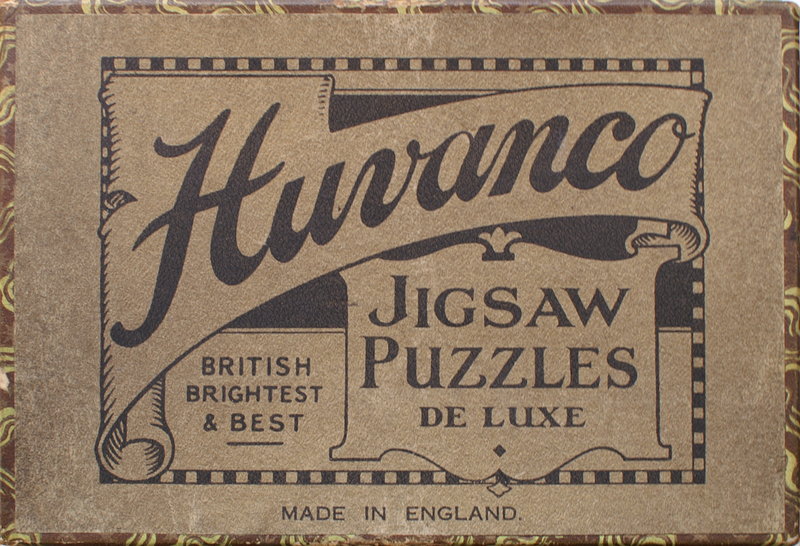 Huvanco
JIGSAW
PUZZLES
DE LUXE
BRITISH
BRIGHTEST
& BEST
MADE IN ENGLAND.